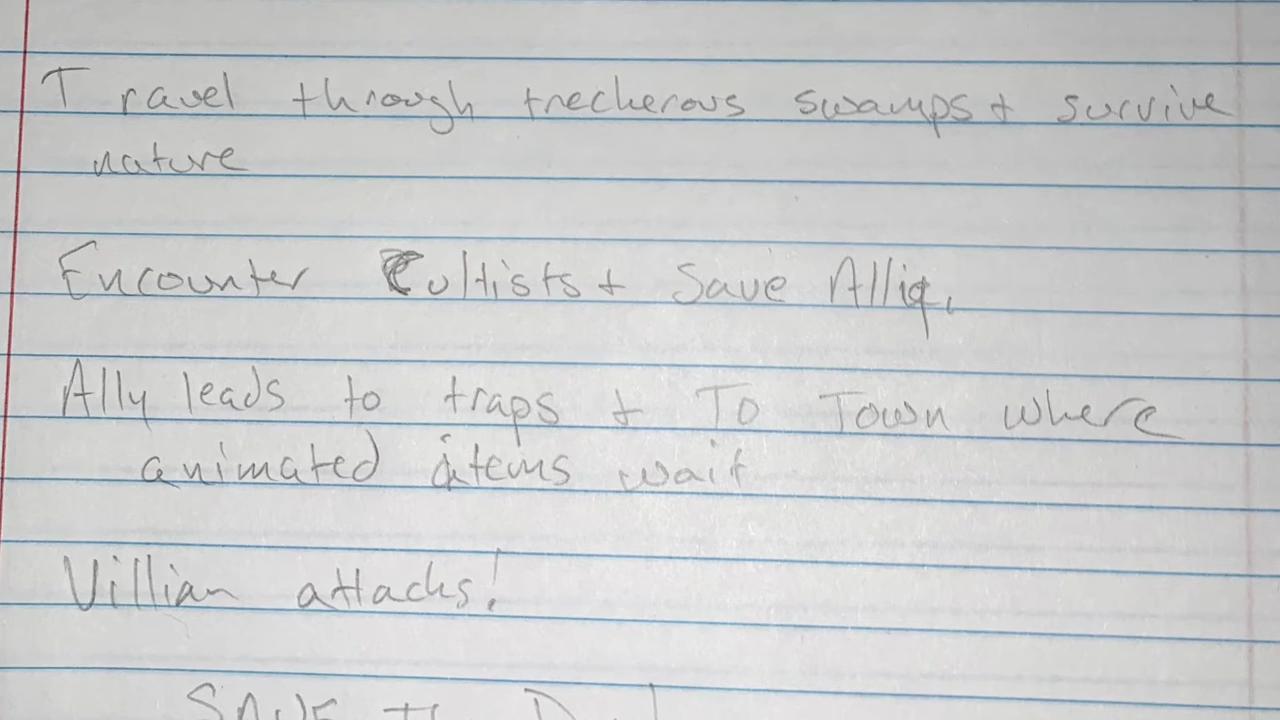 Travel through trecherous swamps + survive
nature
Encounter Cultists + Save Allig.
Ally leads to traps + To Town where
animated items wait
Villian attacks!